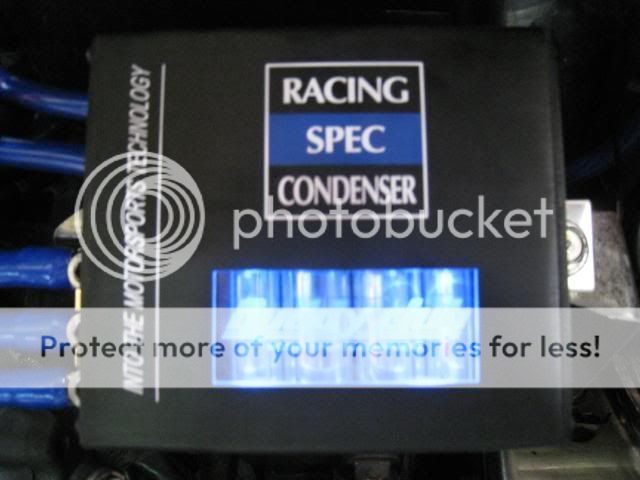 RACING
SPEC
CONDENSER
INTO THE MOTORSPORTS TECHNOLOGY
photobucket
Protect more of your memories for less!